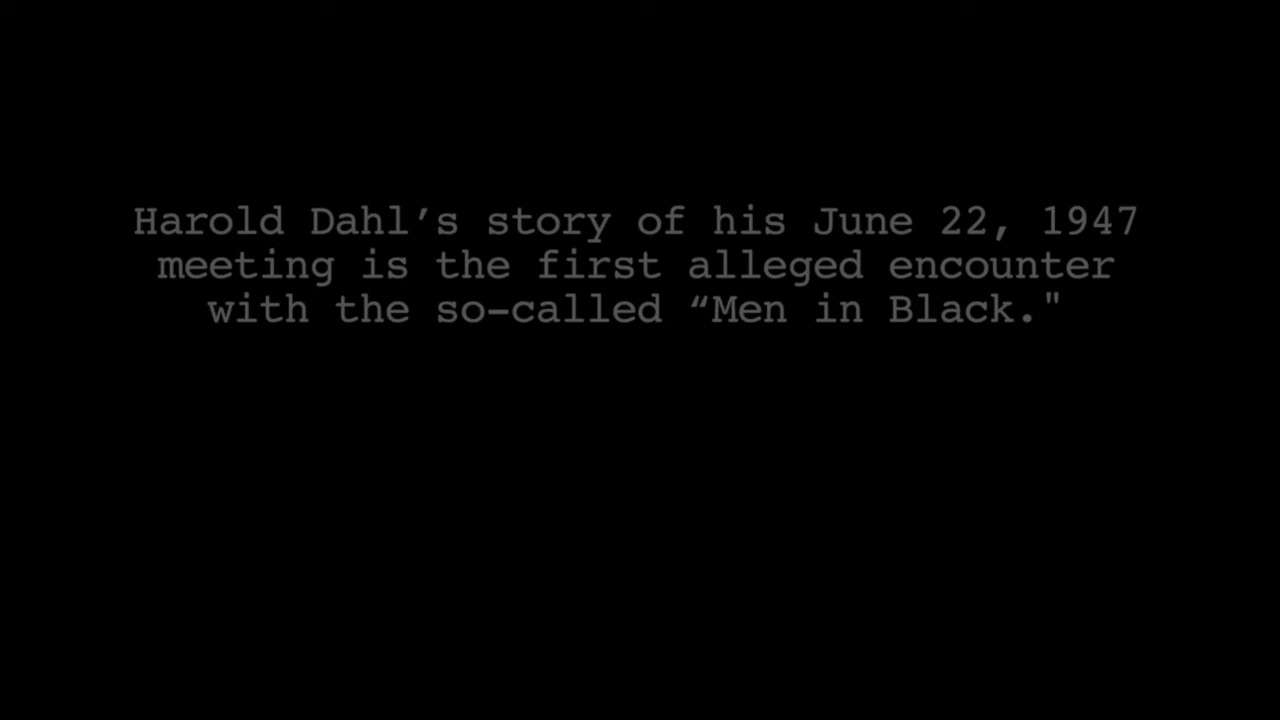 Harold Dahl’s story of his June 22, 1947
meeting is the first alleged encounter
with the so-called “Men in Black."